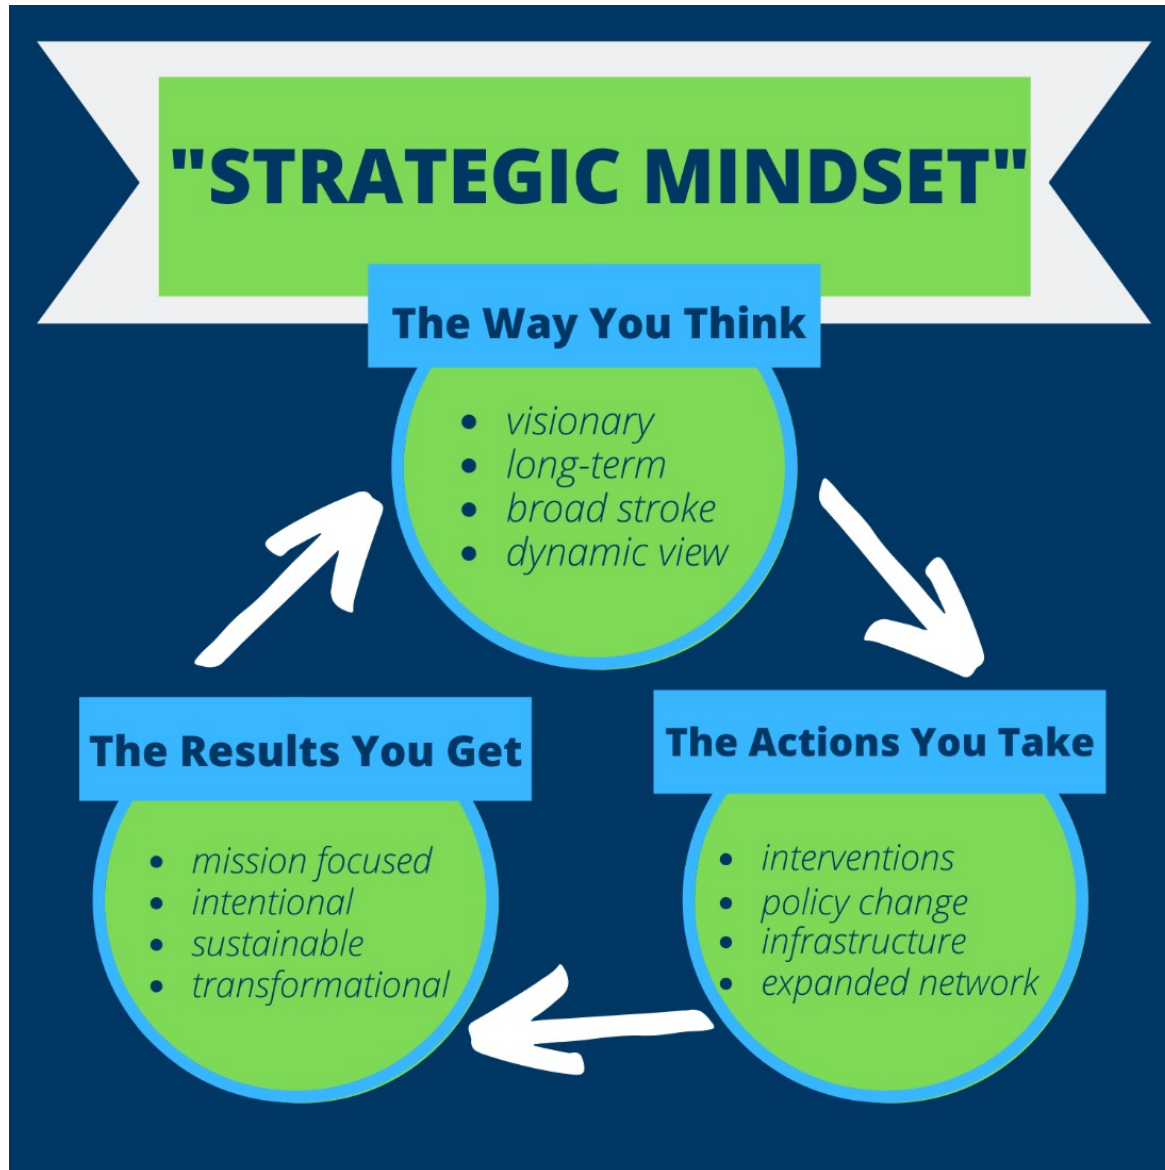 "STRATEGIC MINDSET"
The Way You Think
• visionary
• long-term
• broad stroke
• dynamic view
The Results You Get
• mission focused
• intentional
• sustainable
• transformational
The Actions You Take
• interventions
• policy change
• infrastructure
• expanded network